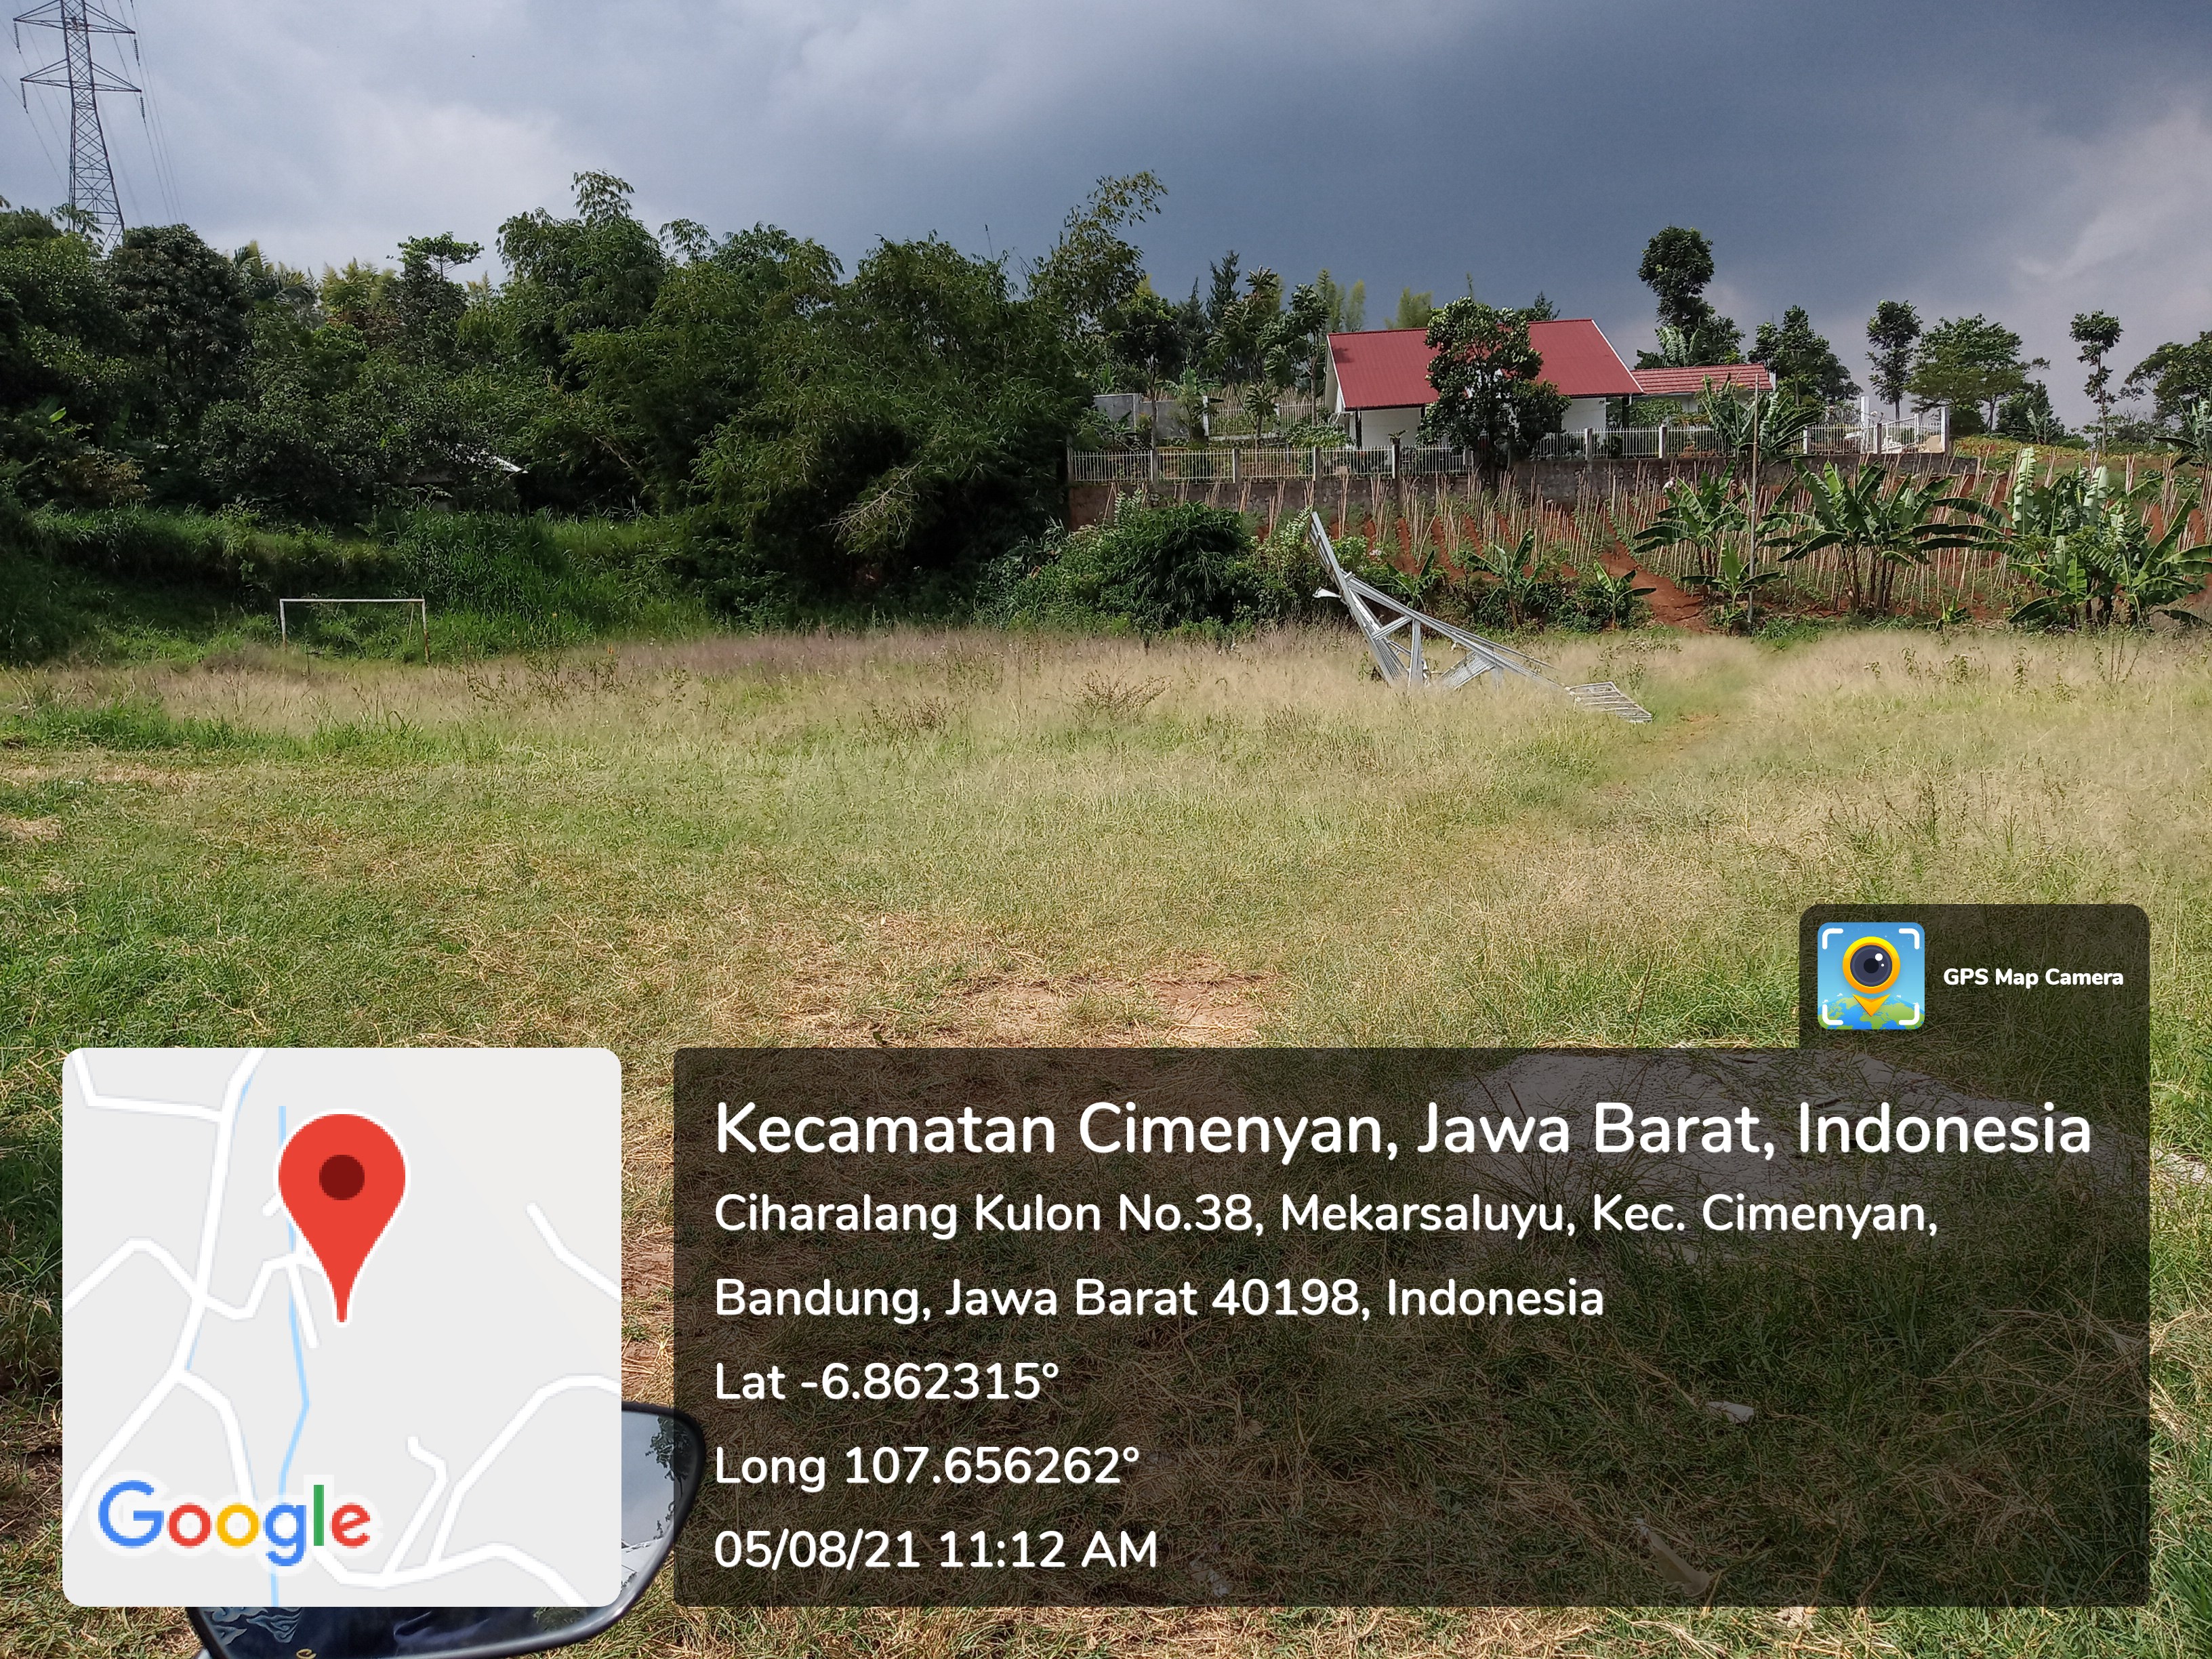 GPS Map Camera
Kecamatan Cimenyan, Jawa Barat, Indonesia
Ciharalang Kulon No.38, Mekarsaluyu, Kec. Cimenyan,
Bandung, Jawa Barat 40198, Indonesia
Lat -6.862315°
Long 107.656262°
05/08/21 11:12 AM
Google